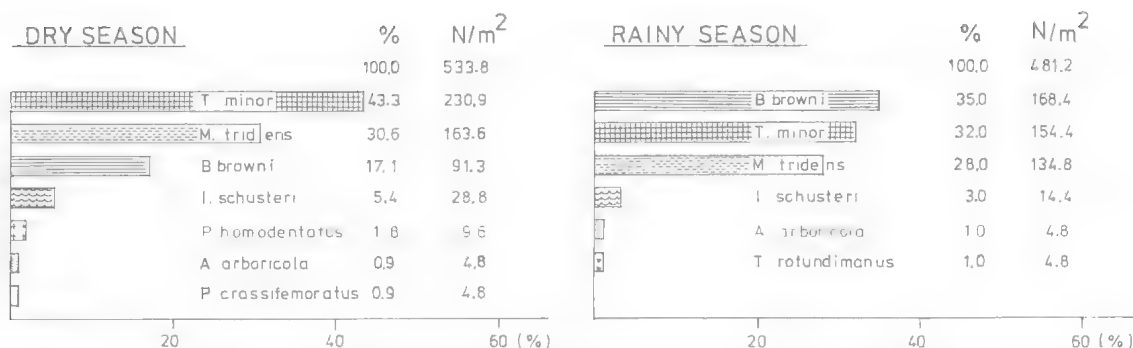 DRY SEASON % N/m²
100.0 533.8
T. minor 43.3 230.9
M. tridens 30.6 163.6
B browni 17.1 91.3
I. schusteri 5.4 28.8
P homodentatus 1 8 9.6
A arboricola 0.9 4.8
P crassifemoratus 0.9 4.8
20 40 60 (%)
RAINY SEASON % N/m²
100.0 481.2
B browni 35.0 168.4
T. minor 32.0 154.4
M tridens 28.0 134.8
I schusteri 3.0 14.4
A arboricola 1.0 4.8
T rotundimanus 1.0 4.8
20 40 60 (%)